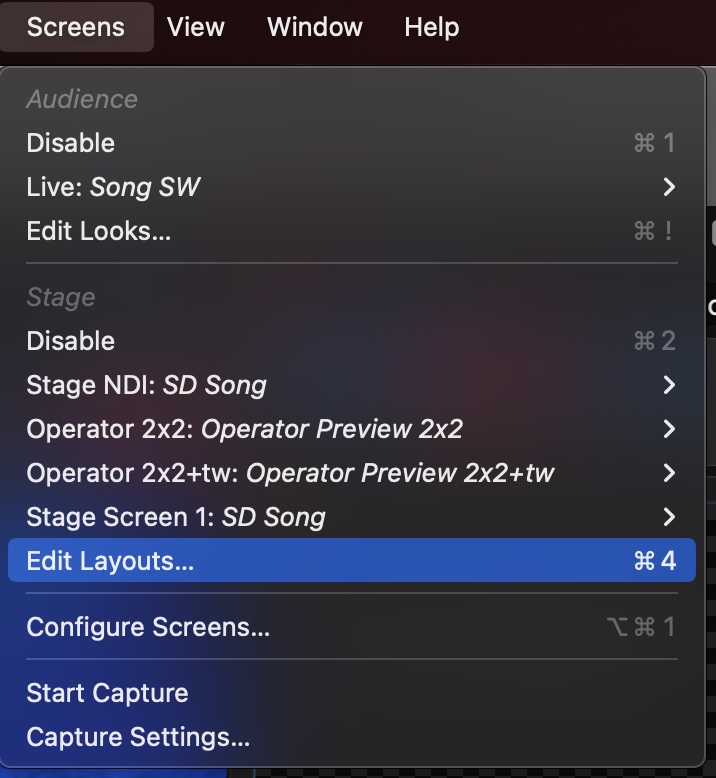 Screens View Window Help
Audience
Disable ⌘ 1
Live: Song SW
Edit Looks... ⌘ !
Stage
Disable ⌘ 2
Stage NDI: SD Song
Operator 2x2: Operator Preview 2x2
Operator 2x2+tw: Operator Preview 2x2+tw
Stage Screen 1: SD Song
Edit Layouts... ⌘ 4
Configure Screens... ⌥ ⌘ 1
Start Capture
Capture Settings...